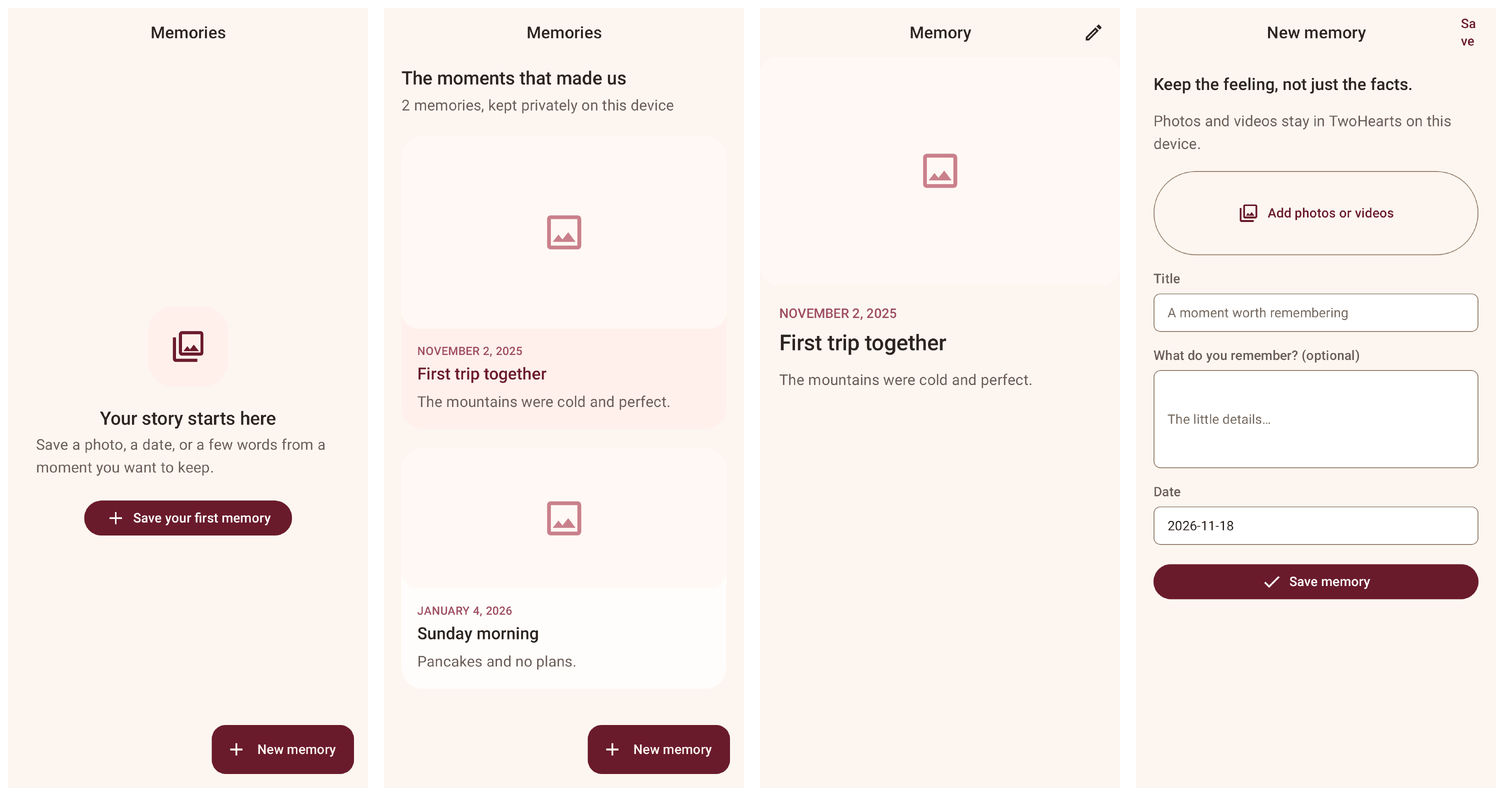 Memories
Your story starts here
Save a photo, a date, or a few words from a
moment you want to keep.
Save your first memory
New memory
Memories
The moments that made us
2 memories, kept privately on this device
NOVEMBER 2, 2025
First trip together
The mountains were cold and perfect.
JANUARY 4, 2026
Sunday morning
Pancakes and no plans.
New memory
Memory
NOVEMBER 2, 2025
First trip together
The mountains were cold and perfect.
New memory
Sa
ve
Keep the feeling, not just the facts.
Photos and videos stay in TwoHearts on this
device.
Add photos or videos
Title
A moment worth remembering
What do you remember? (optional)
The little details…
Date
2026-11-18
Save memory